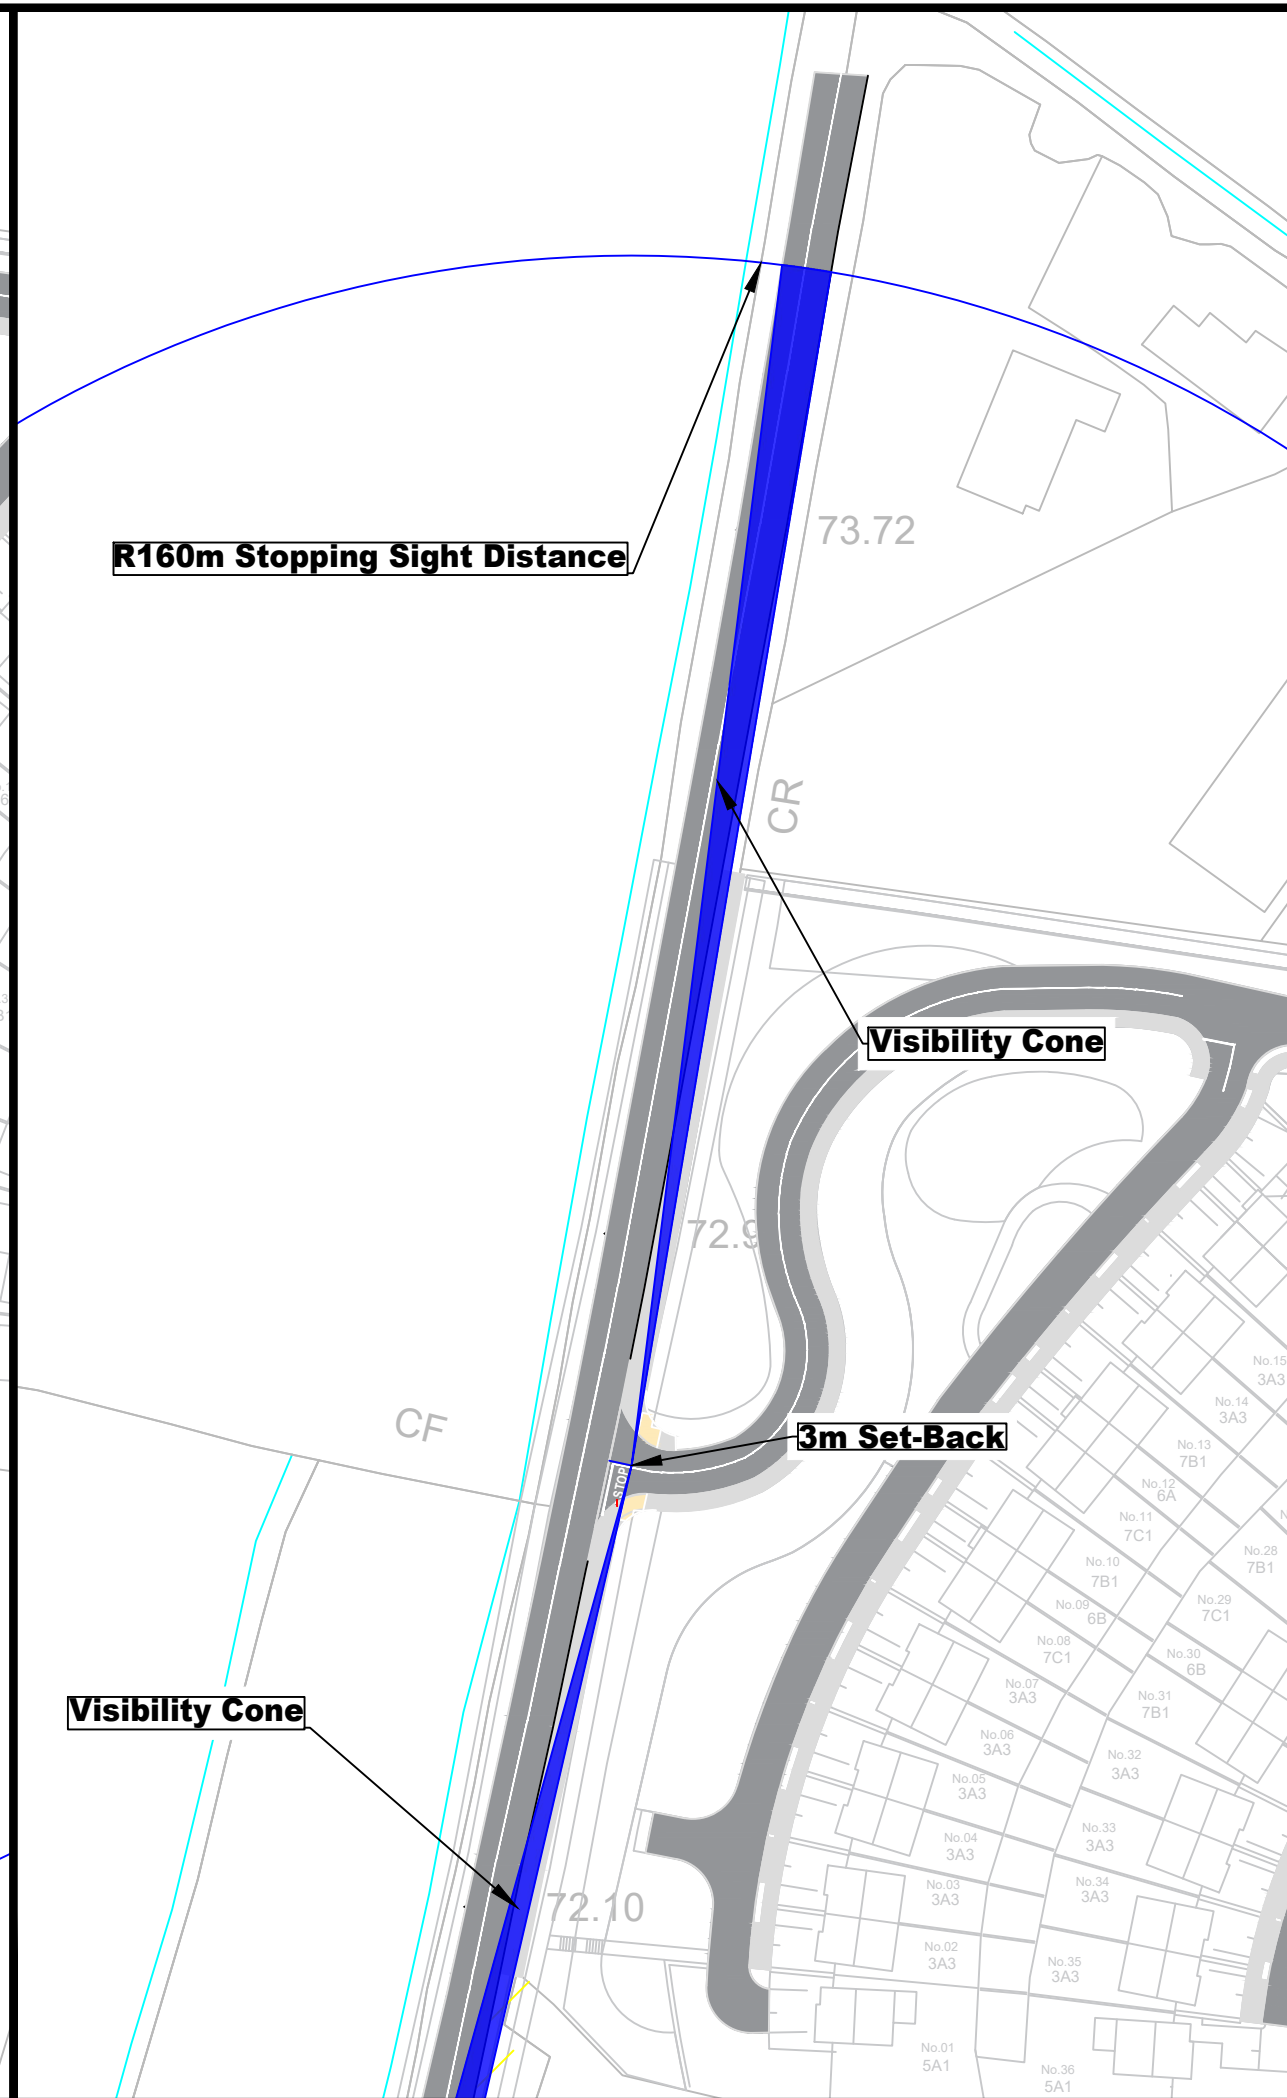 R160m Stopping Sight Distance
73.72
CR
Visibility Cone
72.9
3m Set-Back
CF
STOP
Visibility Cone
72.10
No.15
3A3
No.14
3A3
No.13
7B1
No.12
6A
No.11
7C1
No.10
7B1
No.09
6B
No.08
7C1
No.07
3A3
No.06
3A3
No.05
3A3
No.04
3A3
No.03
3A3
No.02
3A3
No.01
5A1
No.28
7B1
No.29
7C1
No.30
6B
No.31
7B1
No.32
3A3
No.33
3A3
No.34
3A3
No.35
3A3
No.36
5A1